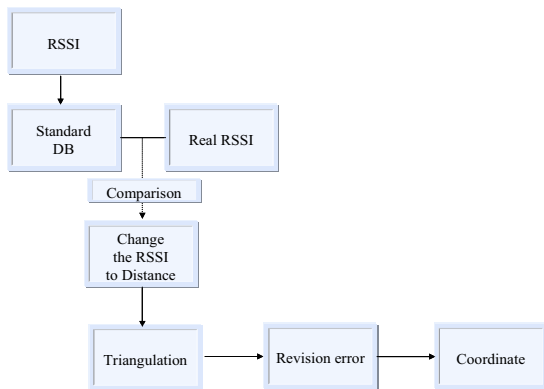 RSSI
Standard
DB
Real RSSI
Comparison
Change
the RSSI
to Distance
Triangulation
Revision error
Coordinate